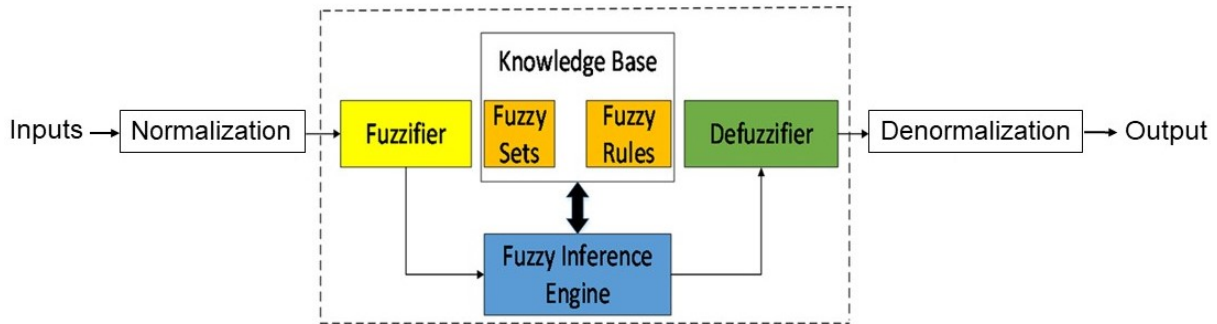 Inputs
Normalization
Fuzzifier
Knowledge Base
Fuzzy
Sets
Fuzzy
Rules
Fuzzy Inference
Engine
Defuzzifier
Denormalization
Output